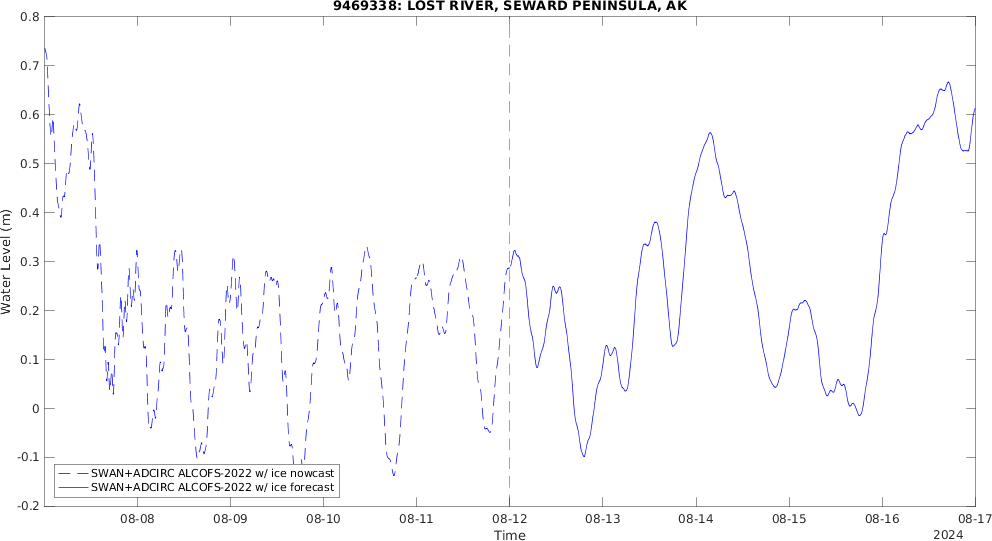 9469338: LOST RIVER, SEWARD PENINSULA, AK
0.8
0.7
0.6
0.5
0.4
0.3
0.2
0.1
0
-0.1
-0.2
Water Level (m)
SWAN+ADCIRC ALCOFS-2022 w/ ice nowcast
SWAN+ADCIRC ALCOFS-2022 w/ ice forecast
08-08 08-09 08-10 08-11 08-12 08-13 08-14 08-15 08-16 08-17
Time
2024